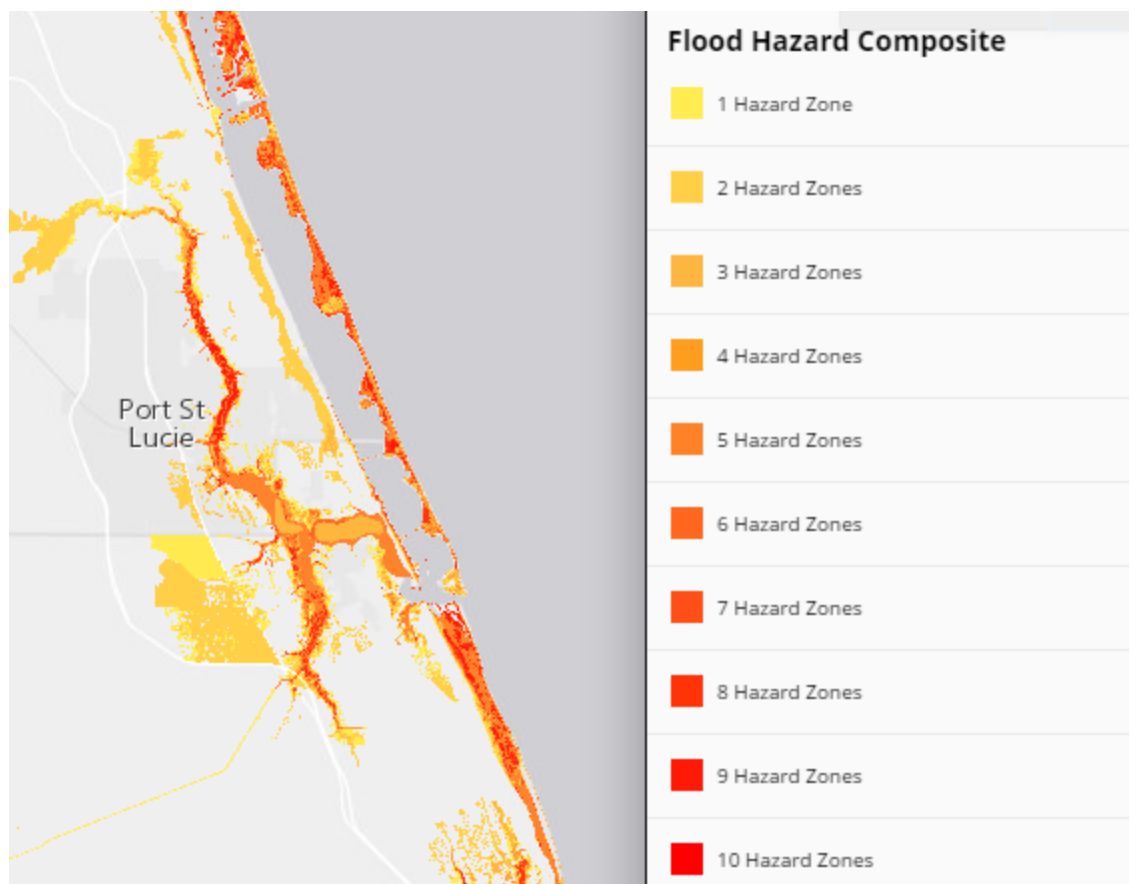 Flood Hazard Composite
1 Hazard Zone
2 Hazard Zones
3 Hazard Zones
4 Hazard Zones
5 Hazard Zones
6 Hazard Zones
7 Hazard Zones
8 Hazard Zones
9 Hazard Zones
10 Hazard Zones
Port St
Lucie